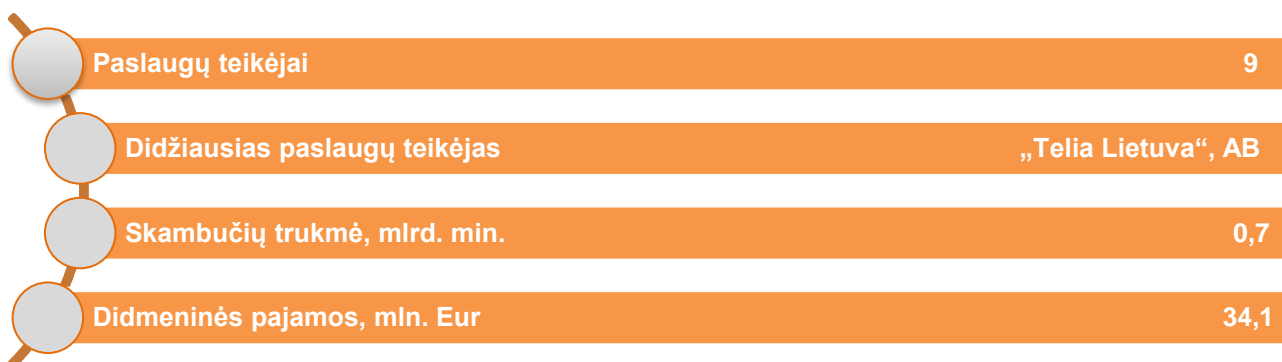 Paslaugų teikėjai 9
Didžiausias paslaugų teikėjas „Telia Lietuva“, AB
Skambučių trukmė, mlrd. min. 0,7
Didmeninės pajamos, mln. Eur 34,1